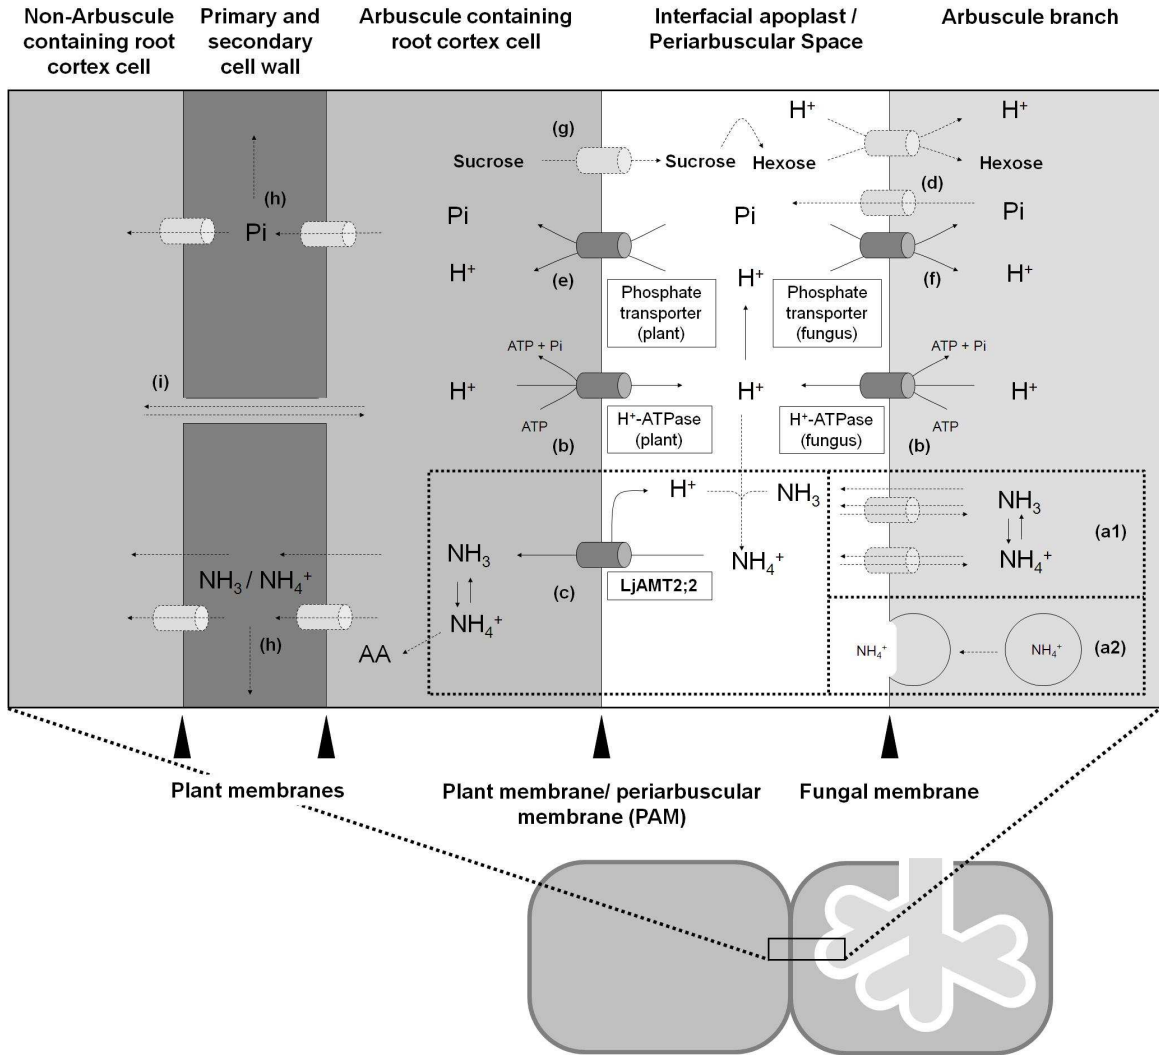 Non-Arbuscule
containing root
cortex cell
Primary and
secondary
cell wall
Arbuscule containing
root cortex cell
Interfacial apoplast /
Periarbuscular Space
Arbuscule branch
(g)
Sucrose
Sucrose
Hexose
H⁺
H⁺
Hexose
(d)
(h)
Pi
Pi
Pi
Pi
H⁺
(e)
H⁺
(f)
H⁺
Phosphate
transporter
(plant)
Phosphate
transporter
(fungus)
(i)
ATP + Pi
H⁺
ATP
(b)
H⁺-ATPase
(plant)
H⁺
H⁺-ATPase
(fungus)
ATP + Pi
H⁺
ATP
(b)
H⁺
NH₃
NH₃
NH₄⁺
(a1)
NH₃
NH₄⁺
(c)
LjAMT2;2
NH₄⁺
NH₃ / NH₄⁺
(h)
AA
NH₄⁺
NH₄⁺
(a2)
Plant membranes
Plant membrane/ periarbuscular
membrane (PAM)
Fungal membrane